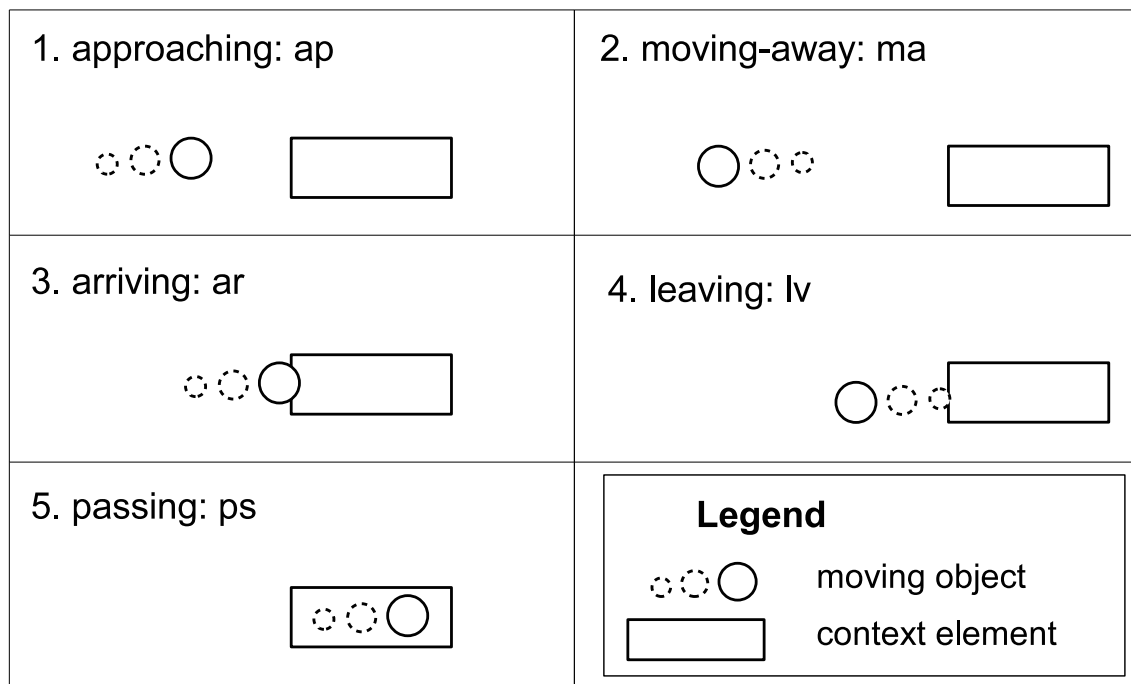 1. approaching: ap
2. moving-away: ma
3. arriving: ar
4. leaving: lv
5. passing: ps
Legend
moving object
context element